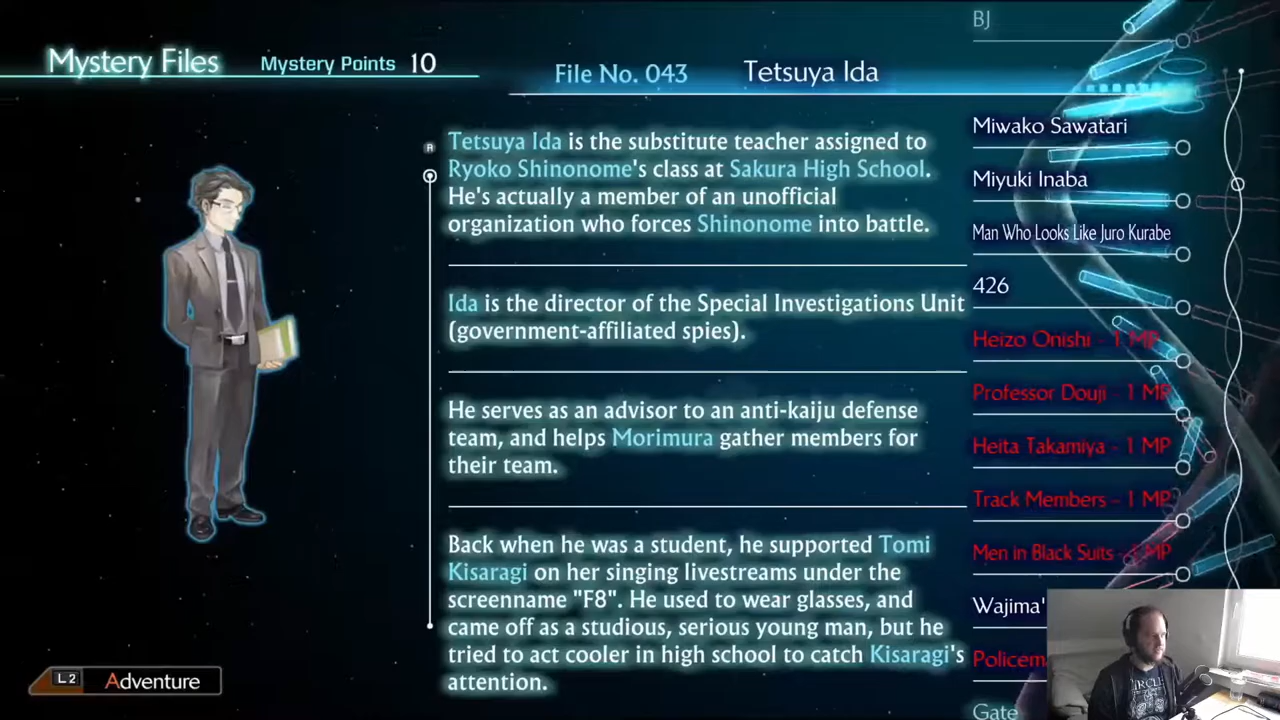 BJ
Mystery Files
Mystery Points 10
File No. 043
Tetsuya Ida
Tetsuya Ida is the substitute teacher assigned to
Ryoko Shinonome's class at Sakura High School.
He's actually a member of an unofficial
organization who forces Shinonome into battle.
Ida is the director of the Special Investigations Unit
(government-affiliated spies).
He serves as an advisor to an anti-kaiju defense
team, and helps Morimura gather members for
their team.
Back when he was a student, he supported Tomi
Kisaragi on her singing livestreams under the
screenname "F8". He used to wear glasses, and
came off as a studious, serious young man, but he
tried to act cooler in high school to catch Kisaragi's
attention.
Miwako Sawatari
Miyuki Inaba
Man Who Looks Like Juro Kurabe
426
Heizo Onishi - 1 MP
Professor Douji - 1 MP
Heita Takamiya - 1 MP
Track Members - 1 MP
Men in Black Suits - MP
Wajima'
Policem
Gate
L2 Adventure